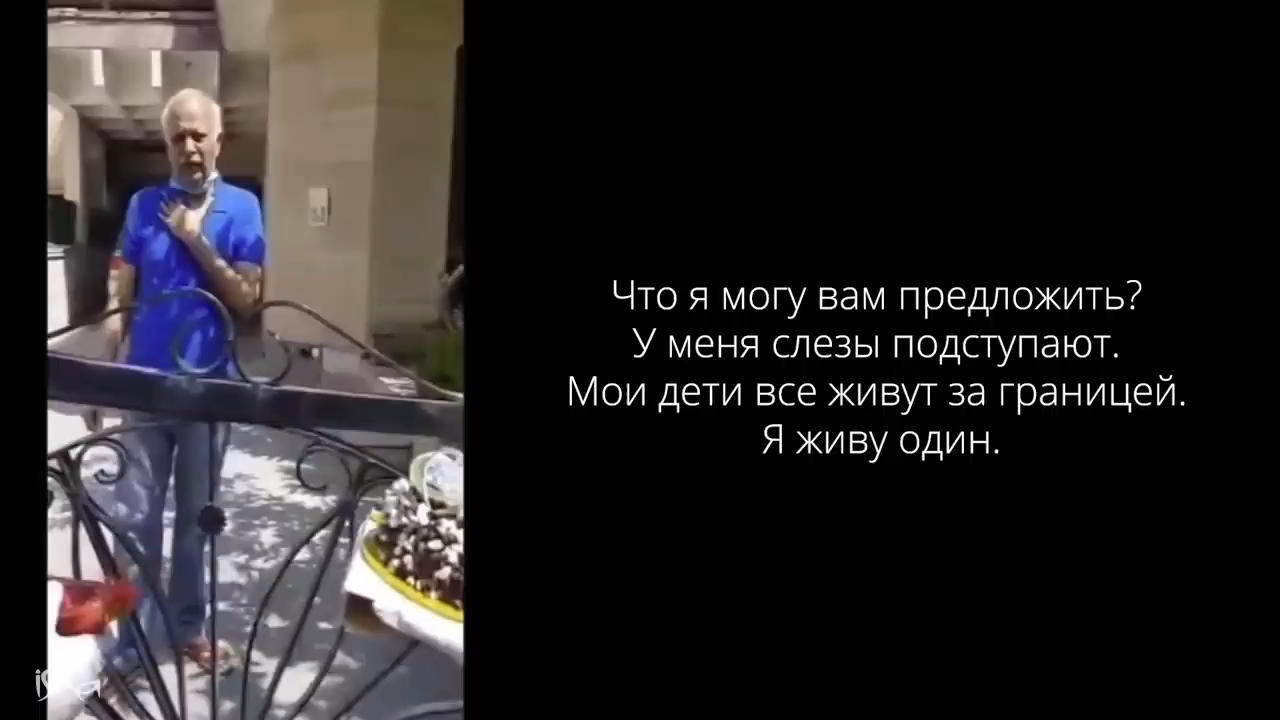 Что я могу вам предложить?
У меня слезы подступают.
Мои дети все живут за границей.
Я живу один.